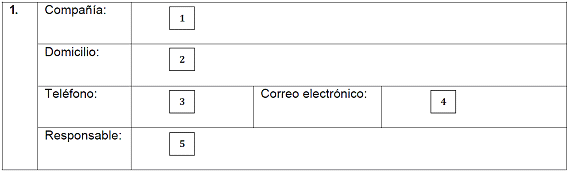 1. Compañía: 1
Domicilio: 2
Teléfono: 3 Correo electrónico: 4
Responsable: 5